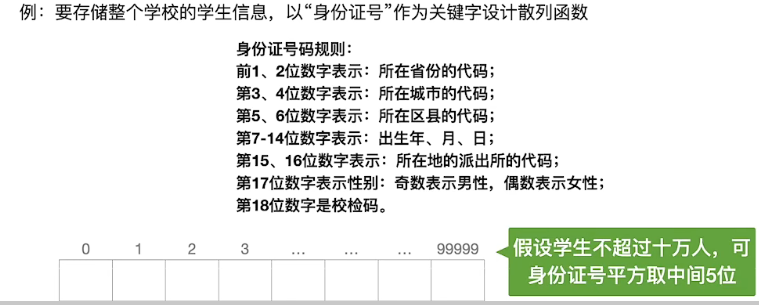 例：要存储整个学校的学生信息，以“身份证号”作为关键字设计散列函数
身份证号码规则：
前1、2位数字表示：所在省份的代码；
第3、4位数字表示：所在城市的代码；
第5、6位数字表示：所在区县的代码；
第7-14位数字表示：出生年、月、日；
第15、16位数字表示：所在地的派出所的代码；
第17位数字表示性别：奇数表示男性，偶数表示女性；
第18位数字是校检码。
0 1 2 3 … … … 99999
假设学生不超过十万人，可
身份证号平方取中间5位